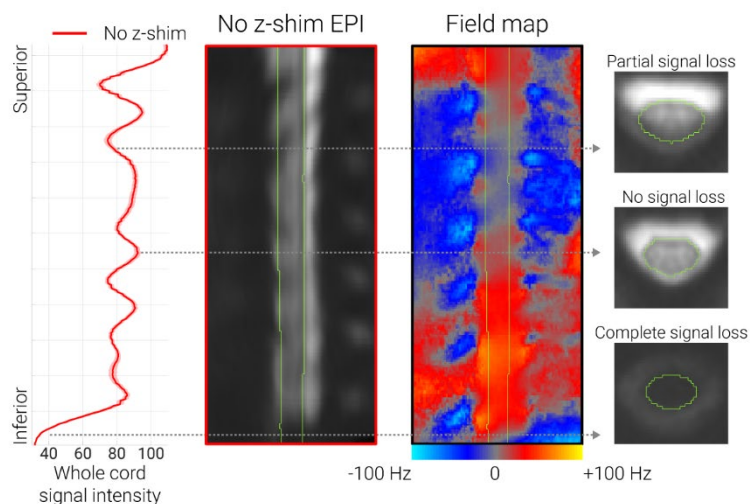 No z-shim
No z-shim EPI
Field map
Superior
Inferior
Partial signal loss
No signal loss
Complete signal loss
40 60 80 100
Whole cord
signal intensity
-100 Hz 0 +100 Hz